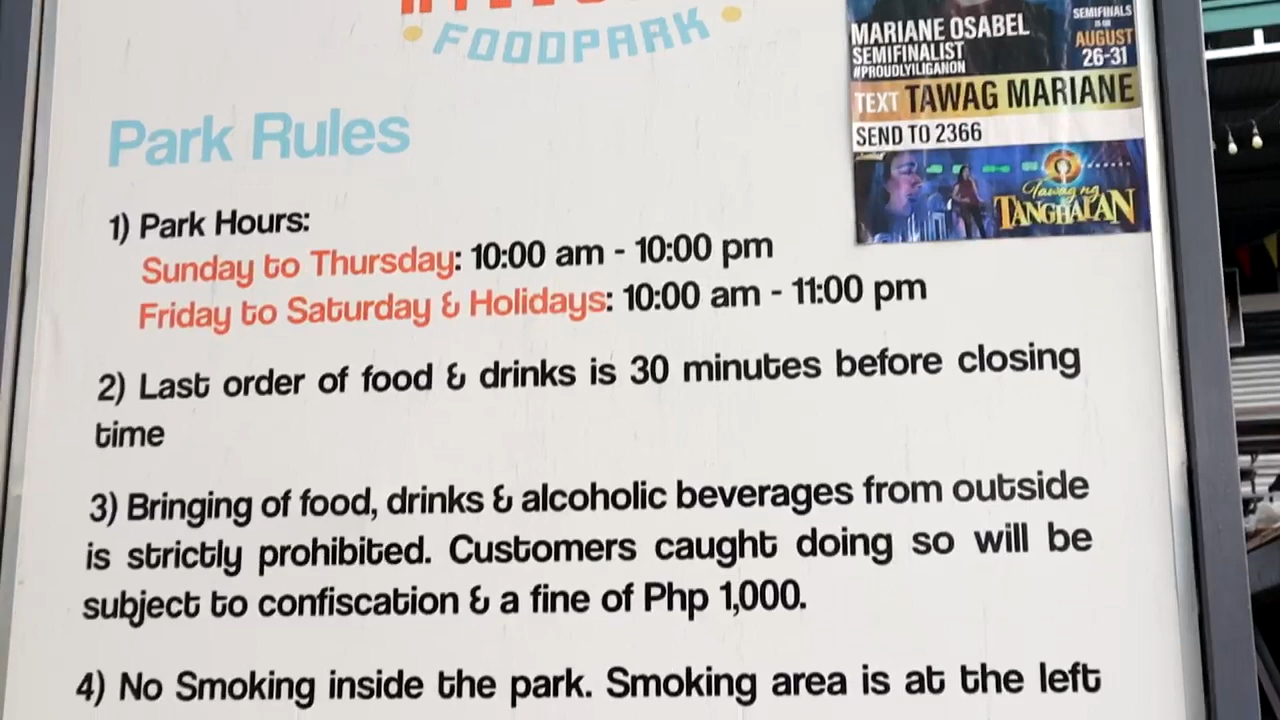 FOODPARK
Park Rules
1) Park Hours:
Sunday to Thursday: 10:00 am - 10:00 pm
Friday to Saturday & Holidays: 10:00 am - 11:00 pm
2) Last order of food & drinks is 30 minutes before closing
time
3) Bringing of food, drinks & alcoholic beverages from outside
is strictly prohibited. Customers caught doing so will be
subject to confiscation & a fine of Php 1,000.
4) No Smoking inside the park. Smoking area is at the left
MARIANE OSABEL
SEMIFINALIST
#PROUDLYILIGANON
SEMIFINALS
AUGUST
26-31
TEXT TAWAG MARIANE
SEND TO 2366
Tawag ng
TANGHALAN